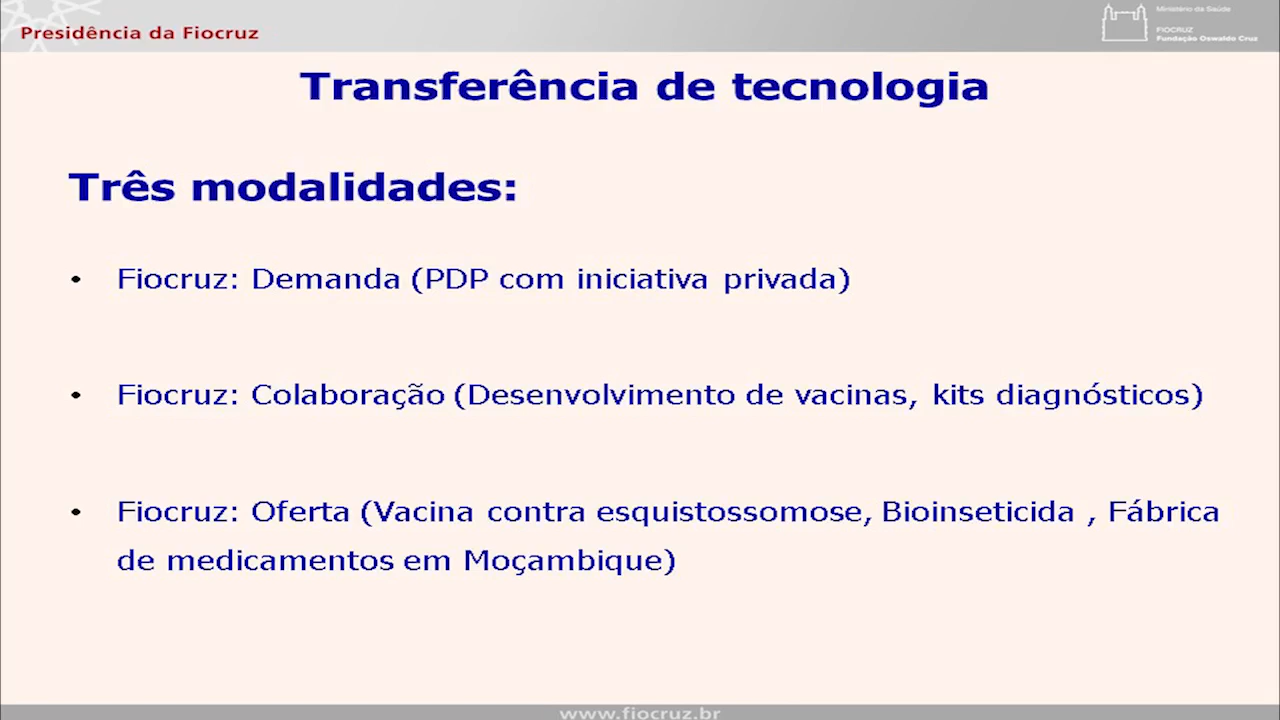 Presidência da Fiocruz
Ministério da Saúde
FIOCRUZ
Fundação Oswaldo Cruz
Transferência de tecnologia
Três modalidades:
• Fiocruz: Demanda (PDP com iniciativa privada)
• Fiocruz: Colaboração (Desenvolvimento de vacinas, kits diagnósticos)
• Fiocruz: Oferta (Vacina contra esquistossomose, Bioinseticida , Fábrica
de medicamentos em Moçambique)
www.fiocruz.br